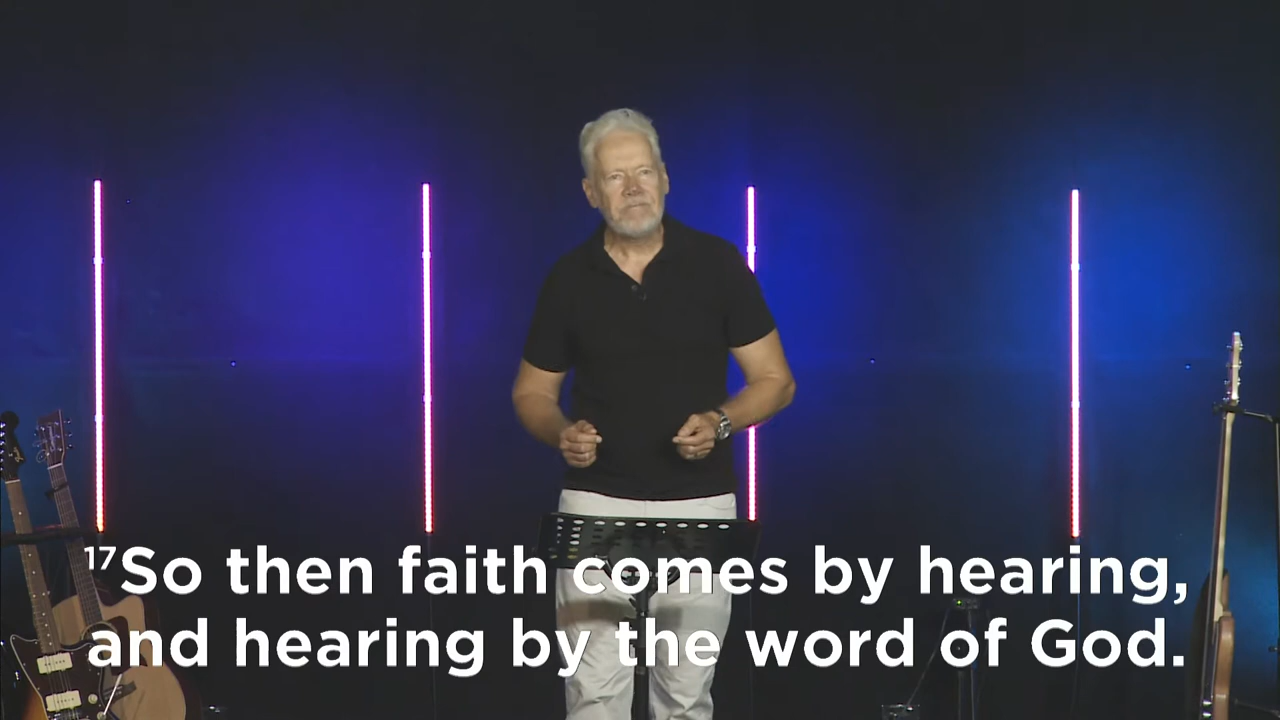 ¹⁷So then faith comes by hearing,
and hearing by the word of God.